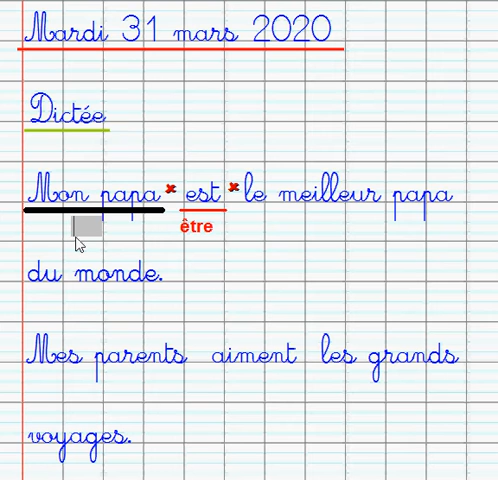 Mardi 31 mars 2020
Dictée
Mon papa est le meilleur papa
être
du monde.
Mes parents aiment les grands
voyages.